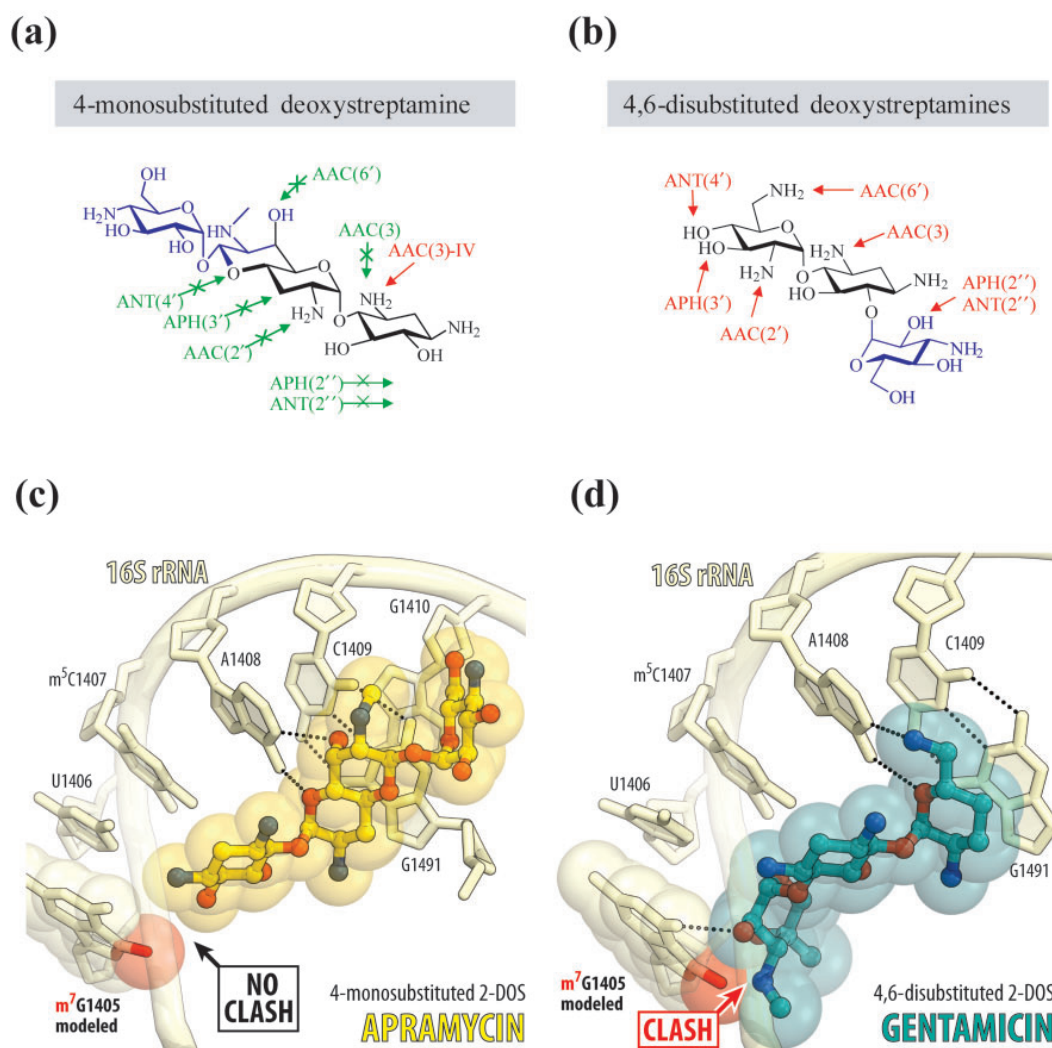 (a)
4-monosubstituted deoxystreptamine
OH
HO
H₂N
HO
HO
O
O
O
HN
OH
AAC(6′)
AAC(3)
AAC(3)-IV
O
O
ANT(4′)
APH(3′)
AAC(2′)
H₂N
O
NH₂
HO
OH
NH₂
APH(2′′)
ANT(2′′)
(b)
4,6-disubstituted deoxystreptamines
ANT(4′)
NH₂
AAC(6′)
HO
HO
O
H₂N
O
H₂N
AAC(3)
NH₂
HO
O
APH(3′)
AAC(2′)
APH(2′′)
ANT(2′′)
OH
O
NH₂
OH
OH
(c)
16S rRNA
G1410
C1409
A1408
m⁵C1407
U1406
G1491
m⁷G1405
modeled
NO
CLASH
4-monosubstituted 2-DOS
APRAMYCIN
(d)
16S rRNA
C1409
A1408
m⁵C1407
U1406
G1491
m⁷G1405
modeled
CLASH
4,6-disubstituted 2-DOS
GENTAMICIN